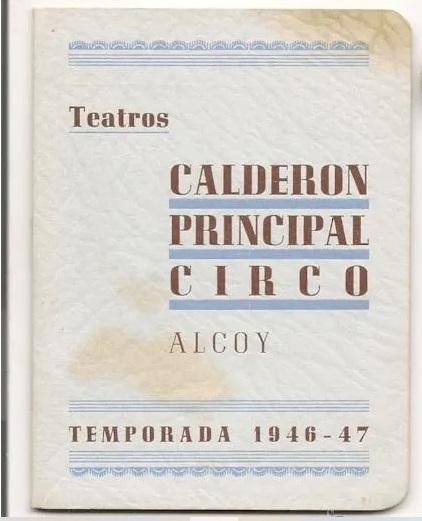 Teatros
CALDERON
PRINCIPAL
CIRCO
ALCOY
TEMPORADA 1946-47